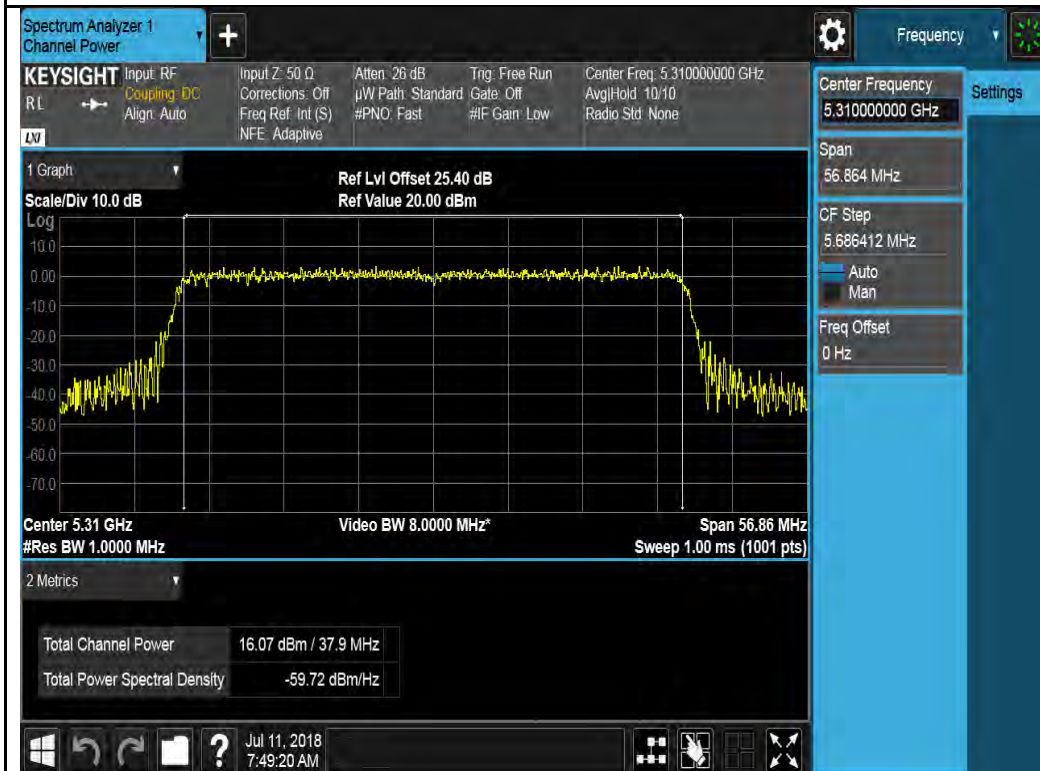 Spectrum Analyzer 1
Channel Power
+
Frequency
KEYSIGHT
RL
LXI
Input: RF
Coupling: DC
Align: Auto
Input Z: 50 Ω
Corrections: Off
Freq Ref: Int (S)
NFE: Adaptive
Atten: 26 dB
µW Path: Standard
#PNO: Fast
Trig: Free Run
Gate: Off
#IF Gain: Low
Center Freq: 5.310000000 GHz
Avg|Hold: 10/10
Radio Std: None
Center Frequency
5.310000000 GHz
Settings
Span
56.864 MHz
CF Step
5.686412 MHz
Auto
Man
Freq Offset
0 Hz
1 Graph
Scale/Div 10.0 dB
Ref Lvl Offset 25.40 dB
Ref Value 20.00 dBm
Log
10.0
0.00
-10.0
-20.0
-30.0
-40.0
-50.0
-60.0
-70.0
Center 5.31 GHz
#Res BW 1.0000 MHz
Video BW 8.0000 MHz*
Span 56.86 MHz
Sweep 1.00 ms (1001 pts)
2 Metrics
Total Channel Power 16.07 dBm / 37.9 MHz
Total Power Spectral Density -59.72 dBm/Hz
?
Jul 11, 2018
7:49:20 AM